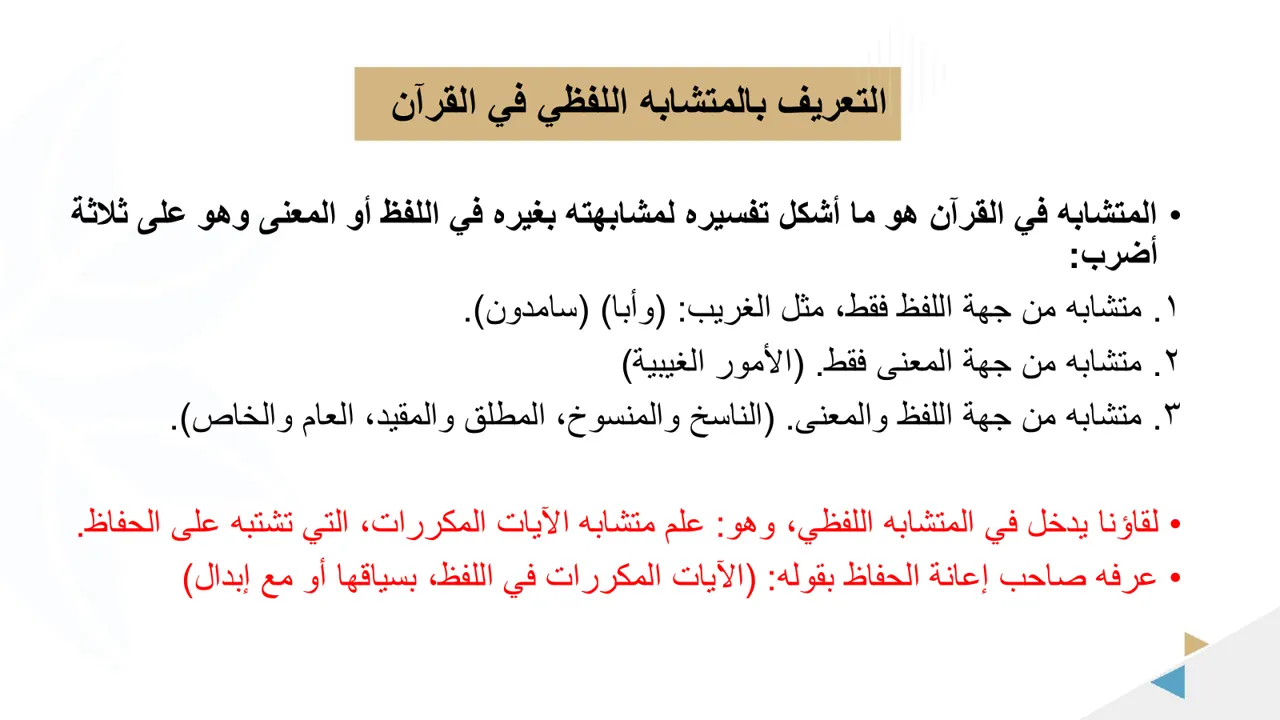 التعريف بالمتشابه اللفظي في القرآن
• المتشابه في القرآن هو ما أشكل تفسيره لمشابهته بغيره في اللفظ أو المعنى وهو على ثلاثة
أضرب:
١. متشابه من جهة اللفظ فقط، مثل الغريب: (وأبا) (سامدون).
٢. متشابه من جهة المعنى فقط. (الأمور الغيبية)
٣. متشابه من جهة اللفظ والمعنى. (الناسخ والمنسوخ، المطلق والمقيد، العام والخاص).
• لقاؤنا يدخل في المتشابه اللفظي، وهو: علم متشابه الآيات المكررات، التي تشتبه على الحفاظ.
• عرفه صاحب إعانة الحفاظ بقوله: (الآيات المكررات في اللفظ، بسياقها أو مع إبدال)